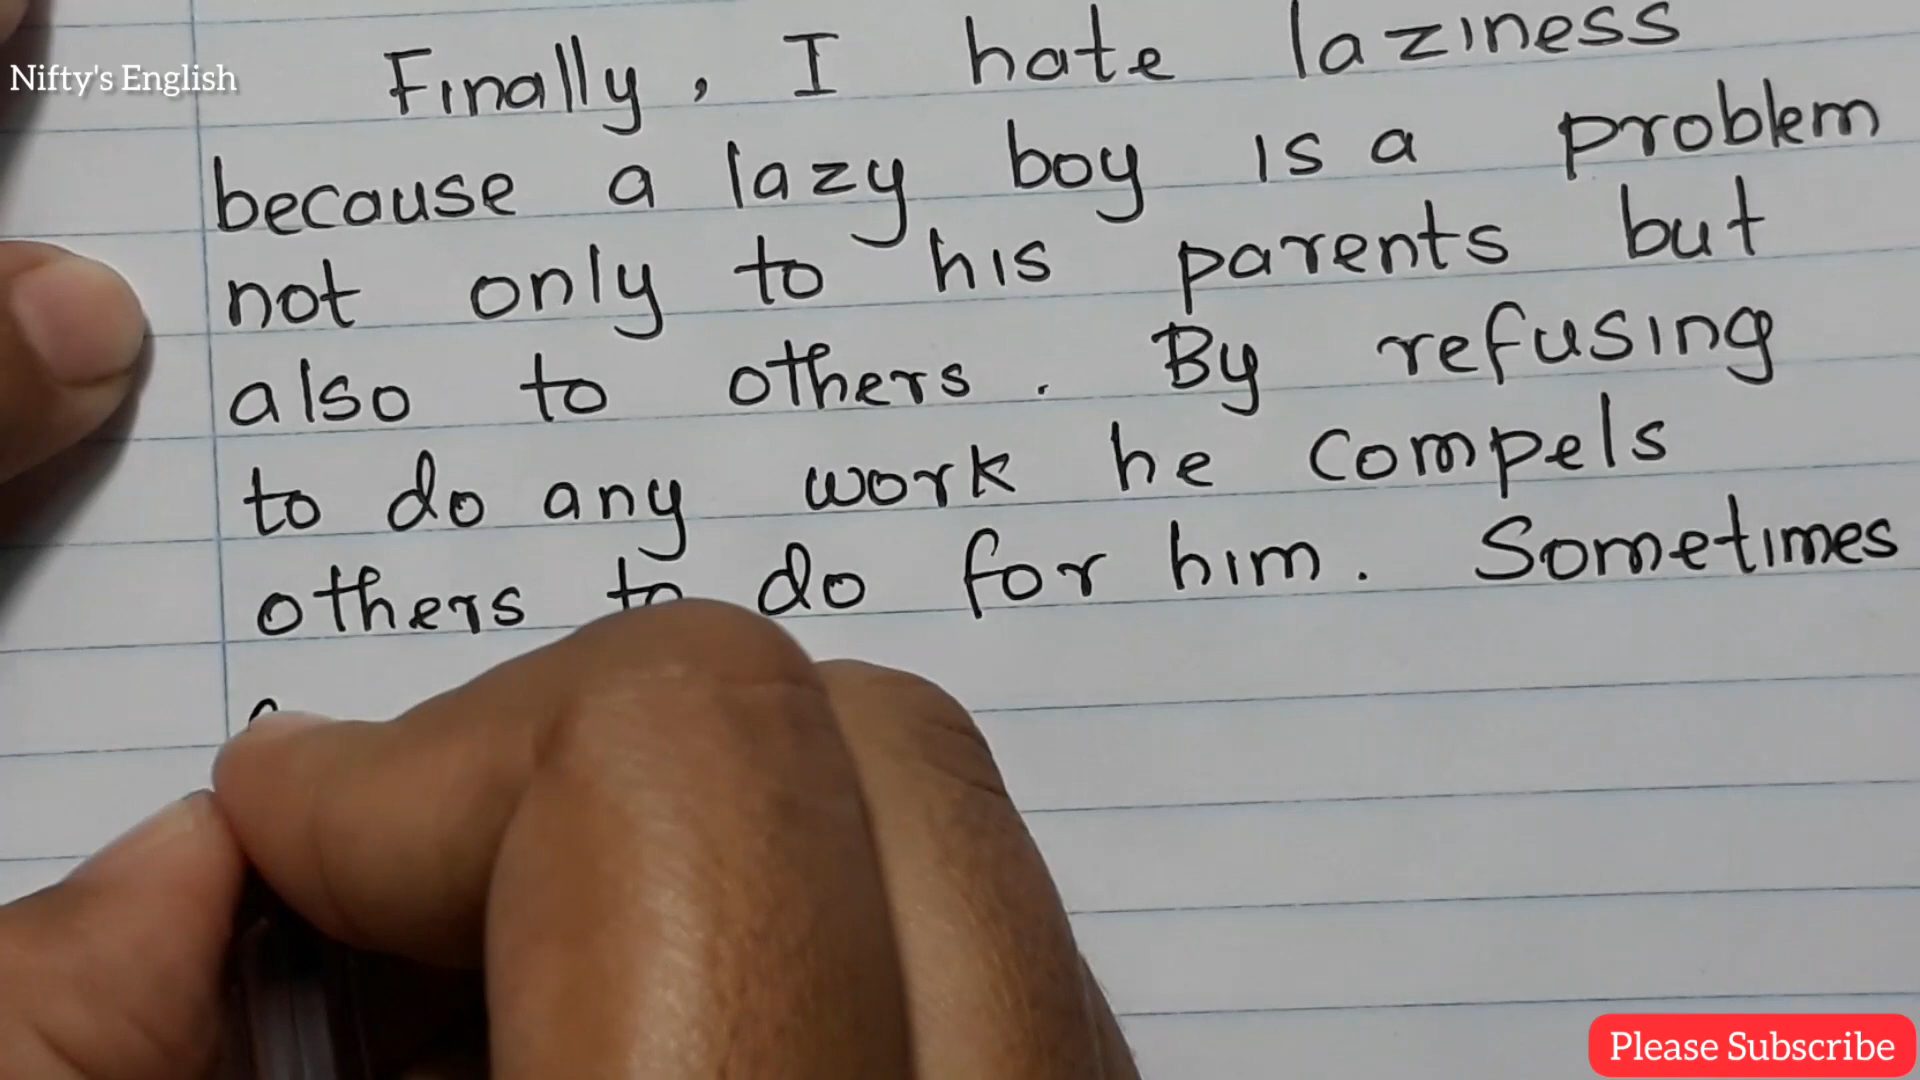 Nifty's English
Finally, I hate laziness
because a lazy boy is a problem
not only to his parents but
also to others. By refusing
to do any work he compels
others to do for him. Sometimes
Please Subscribe